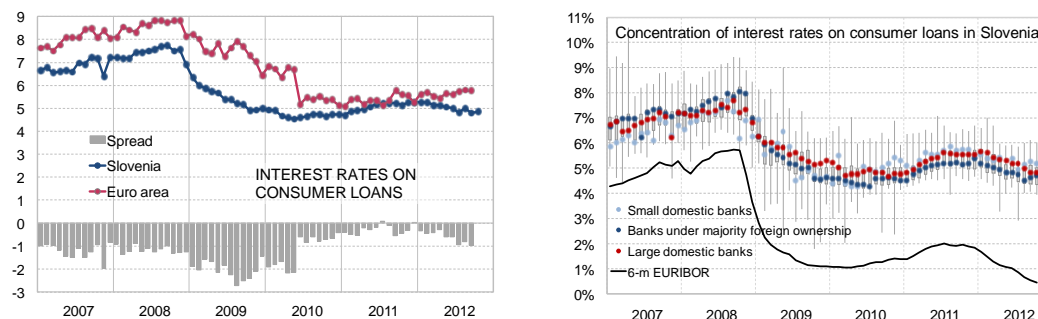 9
8
7
6
5
4
3
2
1
0
-1
-2
-3
Spread
Slovenia
Euro area
INTEREST RATES ON
CONSUMER LOANS
2007 2008 2009 2010 2011 2012
11%
10%
9%
8%
7%
6%
5%
4%
3%
2%
1%
0%
Concentration of interest rates on consumer loans in Slovenia
Small domestic banks
Banks under majority foreign ownership
Large domestic banks
6-m EURIBOR
2007 2008 2009 2010 2011 2012